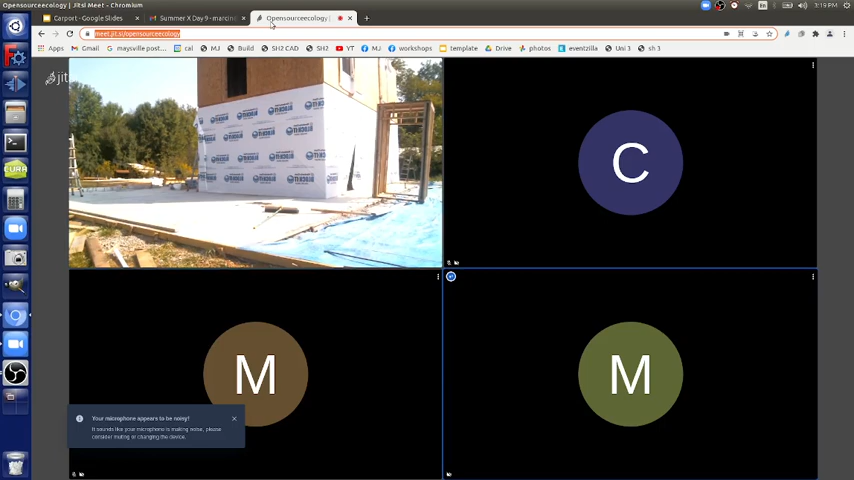 Opensourceecology | Jitsi Meet - Chromium
En
3:19 PM
Carport - Google Slides
Summer X Day 9 - marcin
Opensourceecology |
meet.jit.si/opensourceecology
Apps
Gmail
maysville post
cal
MJ
Build
SH2 CAD
SH2
YT
MJ
workshops
template
Drive
photos
eventzilla
Uni 3
sh 3
jits
C
M
M
Your microphone appears to be noisy!
It sounds like your microphone is making noise, please
consider muting or changing the device.
CURA